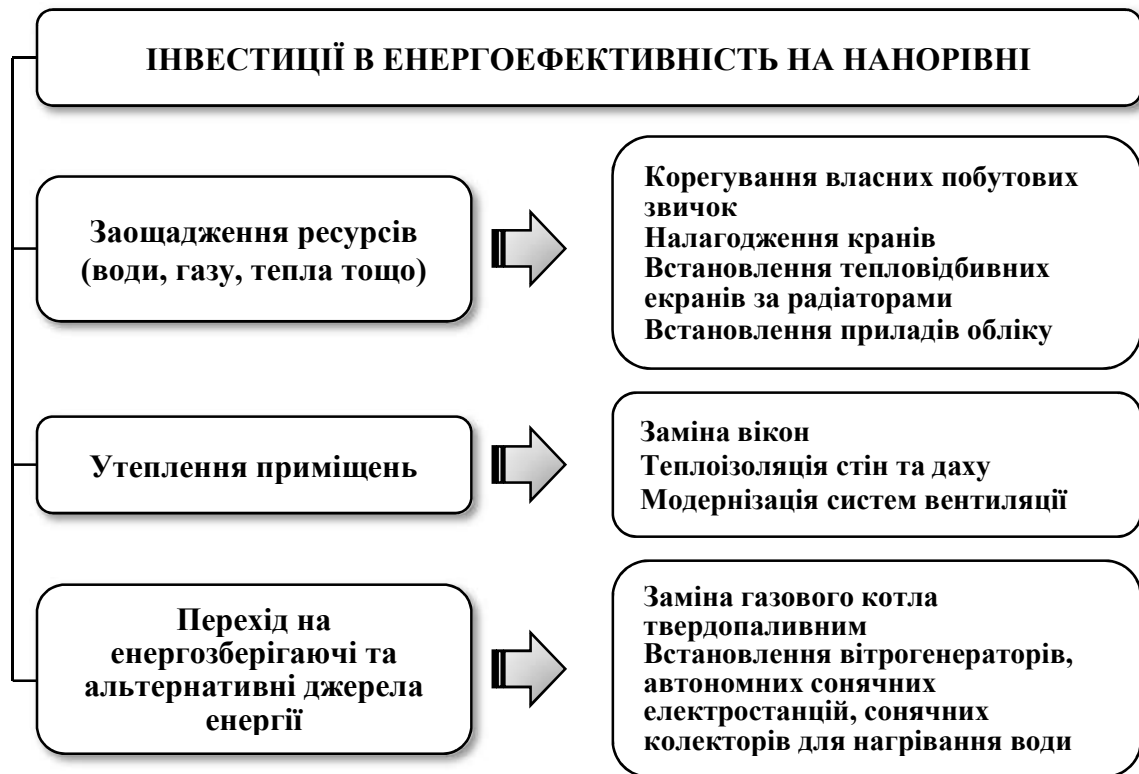 ІНВЕСТИЦІЇ В ЕНЕРГОЕФЕКТИВНІСТЬ НА НАНОРІВНІ
Заощадження ресурсів
(води, газу, тепла тощо)
Корегування власних побутових
звичок
Налагодження кранів
Встановлення тепловідбивних
екранів за радіаторами
Встановлення приладів обліку
Утеплення приміщень
Заміна вікон
Теплоізоляція стін та даху
Модернізація систем вентиляції
Перехід на
енергозберігаючі та
альтернативні джерела
енергії
Заміна газового котла
твердопаливним
Встановлення вітрогенераторів,
автономних сонячних
електростанцій, сонячних
колекторів для нагрівання води